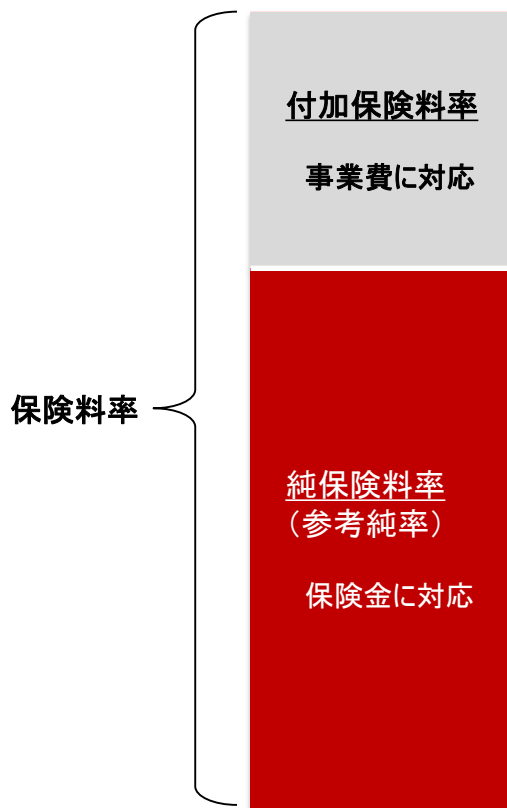 付加保険料率
事業費に対応
保険料率
純保険料率
（参考純率）
保険金に対応